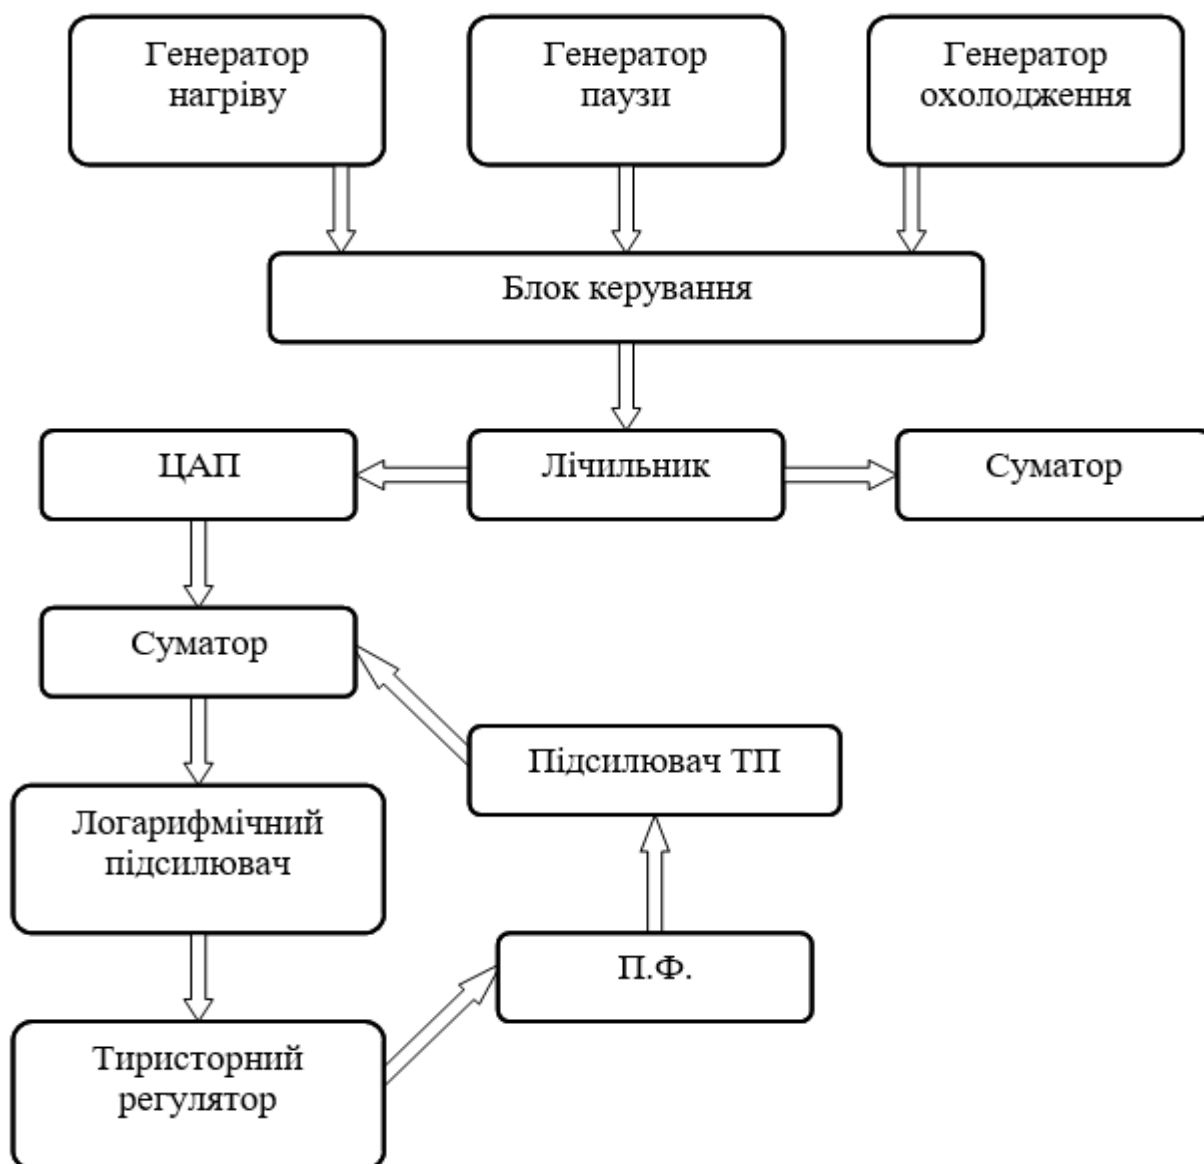 Генератор
нагріву
Генератор
паузи
Генератор
охолодження
Блок керування
ЦАП
Лічильник
Суматор
Суматор
Підсилювач ТП
Логарифмічний
підсилювач
П.Ф.
Тиристорний
регулятор